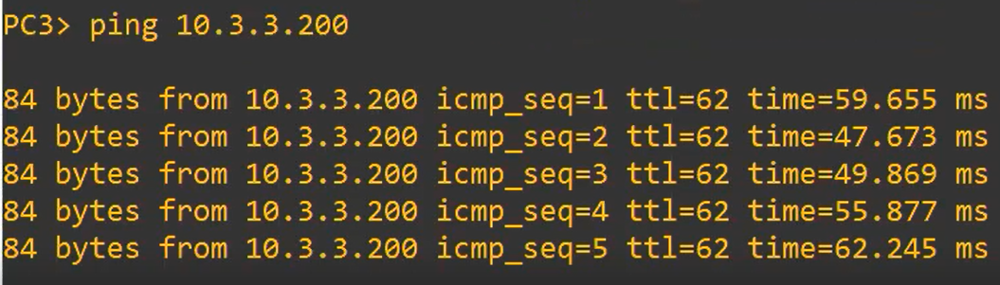 PC3> ping 10.3.3.200
84 bytes from 10.3.3.200 icmp_seq=1 ttl=62 time=59.655 ms
84 bytes from 10.3.3.200 icmp_seq=2 ttl=62 time=47.673 ms
84 bytes from 10.3.3.200 icmp_seq=3 ttl=62 time=49.869 ms
84 bytes from 10.3.3.200 icmp_seq=4 ttl=62 time=55.877 ms
84 bytes from 10.3.3.200 icmp_seq=5 ttl=62 time=62.245 ms